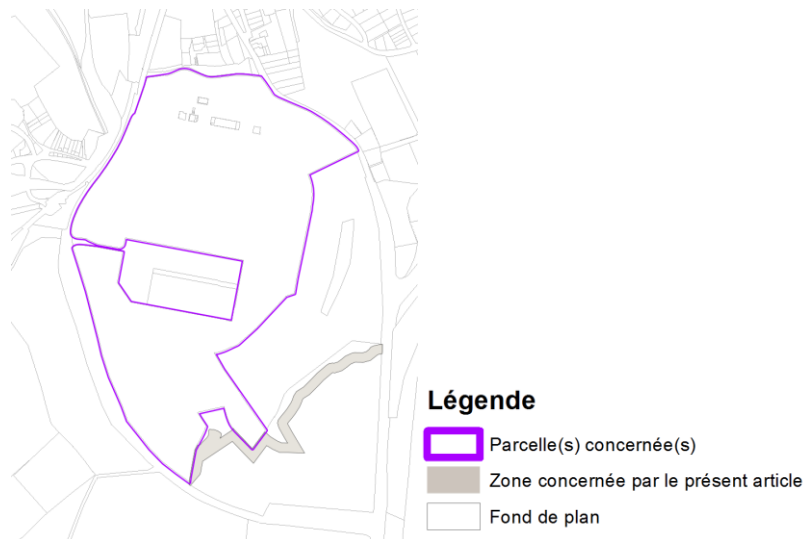 Légende
Parcelle(s) concernée(s)
Zone concernée par le présent article
Fond de plan